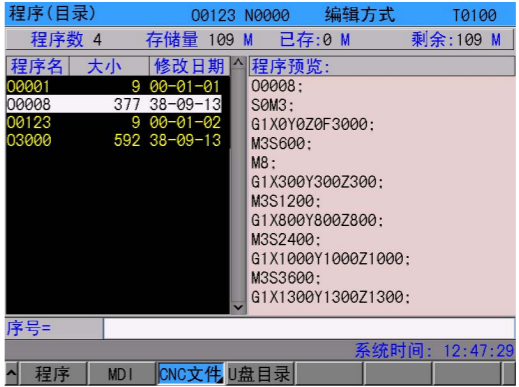 程序(目录) O0123 N0000 编辑方式 T0100
程序数 4 存储量 109 M 已存:0 M 剩余:109 M
程序名 大小 修改日期 程序预览:
O0001 9 00-01-01 O0008;
O0008 377 38-09-13 S0M3;
O0123 9 00-01-02 G1X0Y0Z0F3000;
O3000 592 38-09-13 M3S600;
M8;
G1X300Y300Z300;
M3S1200;
G1X800Y800Z800;
M3S2400;
G1X1000Y1000Z1000;
M3S3600;
G1X1300Y1300Z1300;
序号=
系统时间: 12:47:29
程序 MDI CNC文件 U盘目录